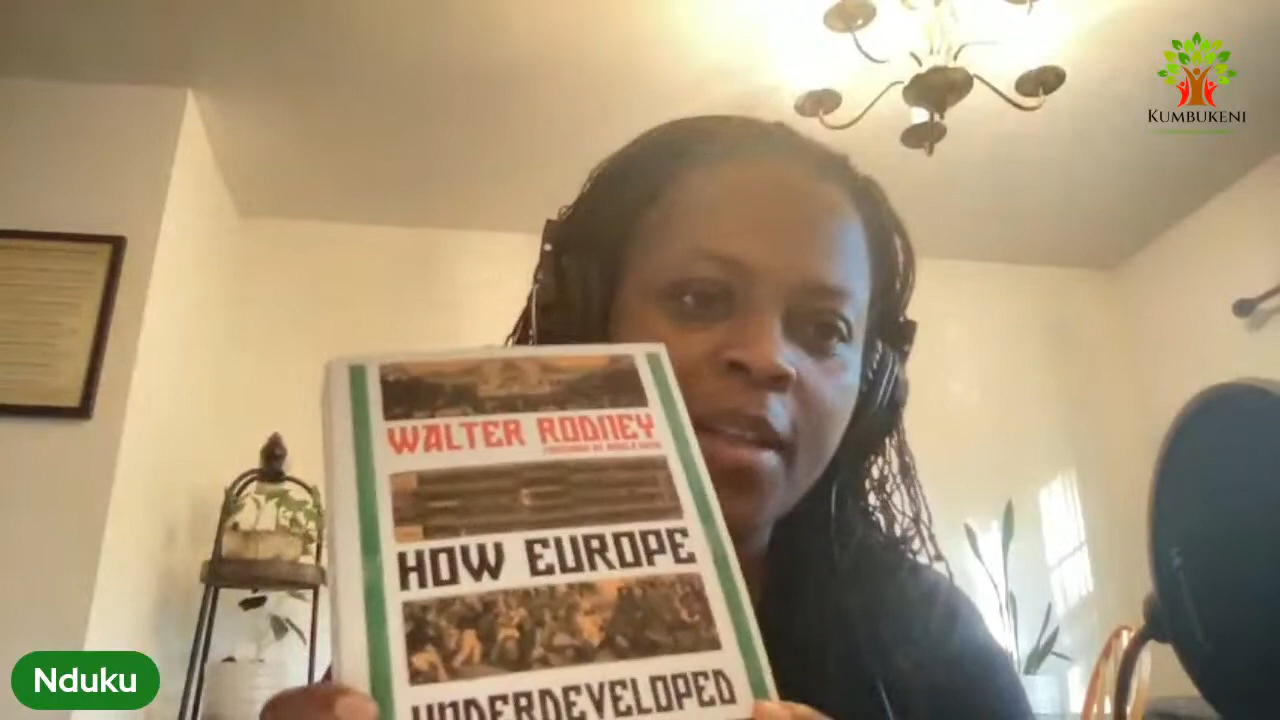 KUMBUKENI
WALTER RODNEY
HOW EUROPE
UNDERDEVELOPED
Nduku